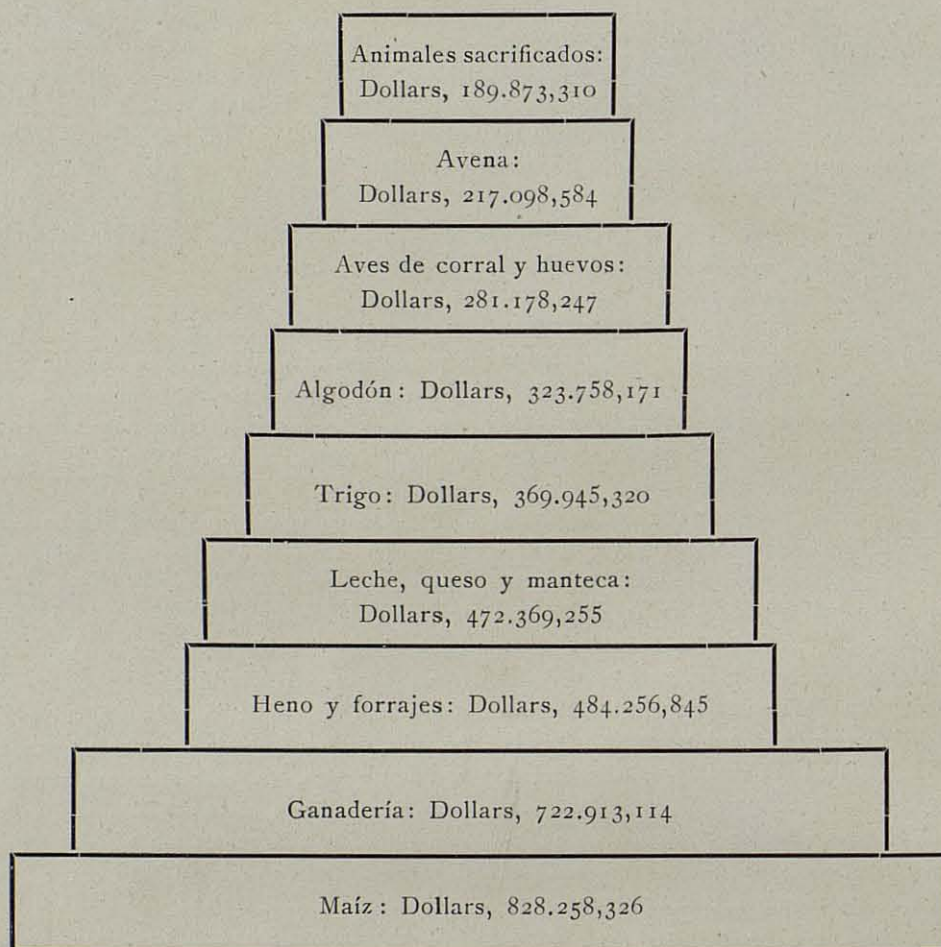 Animales sacrificados:
Dollars, 189.873,310
Avena:
Dollars, 217.098,584
Aves de corral y huevos:
Dollars, 281.178,247
Algodón: Dollars, 323.758,171
Trigo: Dollars, 369.945,320
Leche, queso y manteca:
Dollars, 472.369,255
Heno y forrajes: Dollars, 484.256,845
Ganadería: Dollars, 722.913,114
Maíz: Dollars, 828.258,326